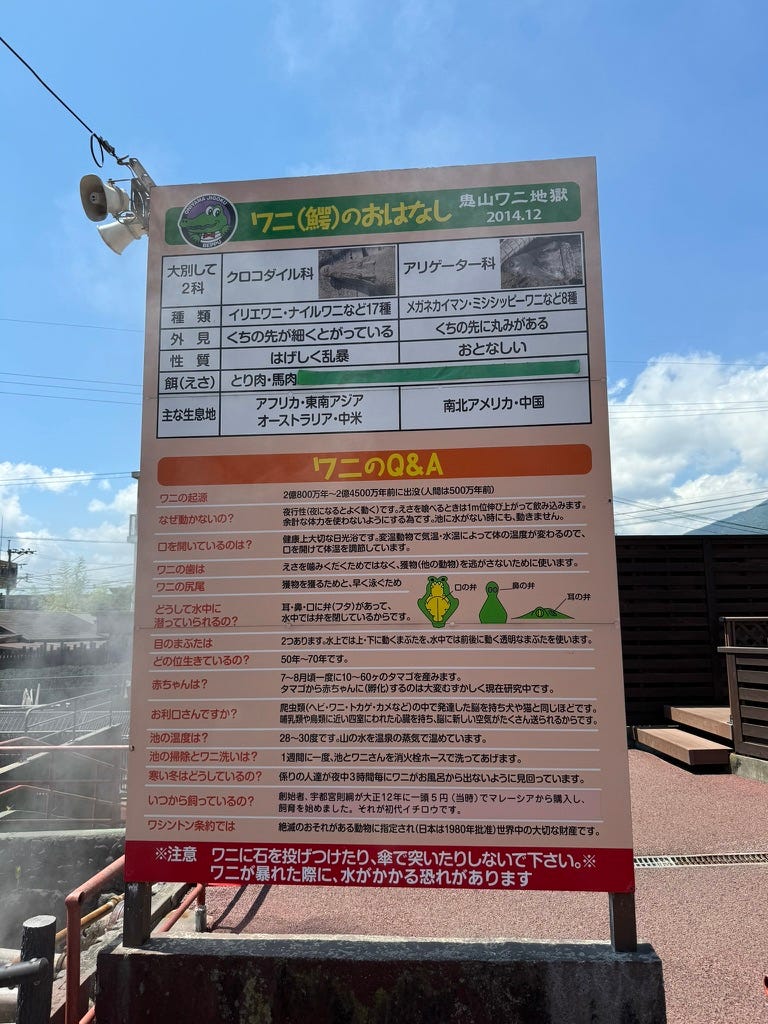 ONIYAMA JIGOKU
BEPPU
ワニ(鰐)のおはなし
鬼山ワニ地獄
2014.12
大別して
2科
クロコダイル科
アリゲーター科
種類
イリエワニ・ナイルワニなど17種
メガネカイマン・ミシシッピーワニなど8種
外見
くちの先が細くとがっている
くちの先に丸みがある
性質
はげしく乱暴
おとなしい
餌(えさ)
とり肉・馬肉
主な生息地
アフリカ・東南アジア
オーストラリア・中米
南北アメリカ・中国
ワニのQ&A
ワニの起源
2億800万年~2億4500万年前に出没(人間は500万年前)
なぜ動かないの?
夜行性(夜になるとよく動く)です。えさを喰べるときは1m位伸び上がって飲み込みます。
余計な体力を使わないようにする為です。池に水がない時にも、動きません。
口を開いているのは?
健康上大切な日光浴です。変温動物で気温・水温によって体の温度が変わるので、
口を開けて体温を調節しています。
ワニの歯は
えさを噛みくだくためではなく、獲物(他の動物)を逃がさないために使います。
ワニの尻尾
獲物を獲るためと、早く泳ぐため
どうして水中に
潜っていられるの?
耳・鼻・口に弁(フタ)があって、
水中では弁を閉じているからです。
口の弁
鼻の弁
耳の弁
目のまぶたは
2つあります。水上では上・下に動くまぶたを、水中では前後に動く透明なまぶたを使います。
どの位生きているの?
50年~70年です。
赤ちゃんは?
7~8月頃一度に10~60ヶのタマゴを産みます。
タマゴから赤ちゃんに(孵化)するのは大変むずかしく現在研究中です。
お利口さんですか?
爬虫類(ヘビ・ワニ・トカゲ・カメなど)の中で発達した脳を持ち犬や猫と同じほどです。
哺乳類や鳥類に近い四室にわれた心臓を持ち、脳に新しい空気がたくさん送られるからです。
池の温度は?
28~30度です。山の水を温泉の蒸気で温めています。
池の掃除とワニ洗いは?
1週間に一度、池とワニさんを消火栓ホースで洗ってあげます。
寒い冬はどうしているの?
係りの人達が夜中3時間毎にワニがお風呂から出ないように見回っています。
いつから飼っているの?
創始者、宇都宮則綱が大正12年に一頭5円(当時)でマレーシアから購入し、
飼育を始めました。それが初代イチロウです。
ワシントン条約では
絶滅のおそれがある動物に指定され(日本は1980年批准)世界中の大切な財産です。
※注意 ワニに石を投げつけたり、傘で突いたりしないで下さい。※
ワニが暴れた際に、水がかかる恐れがあります